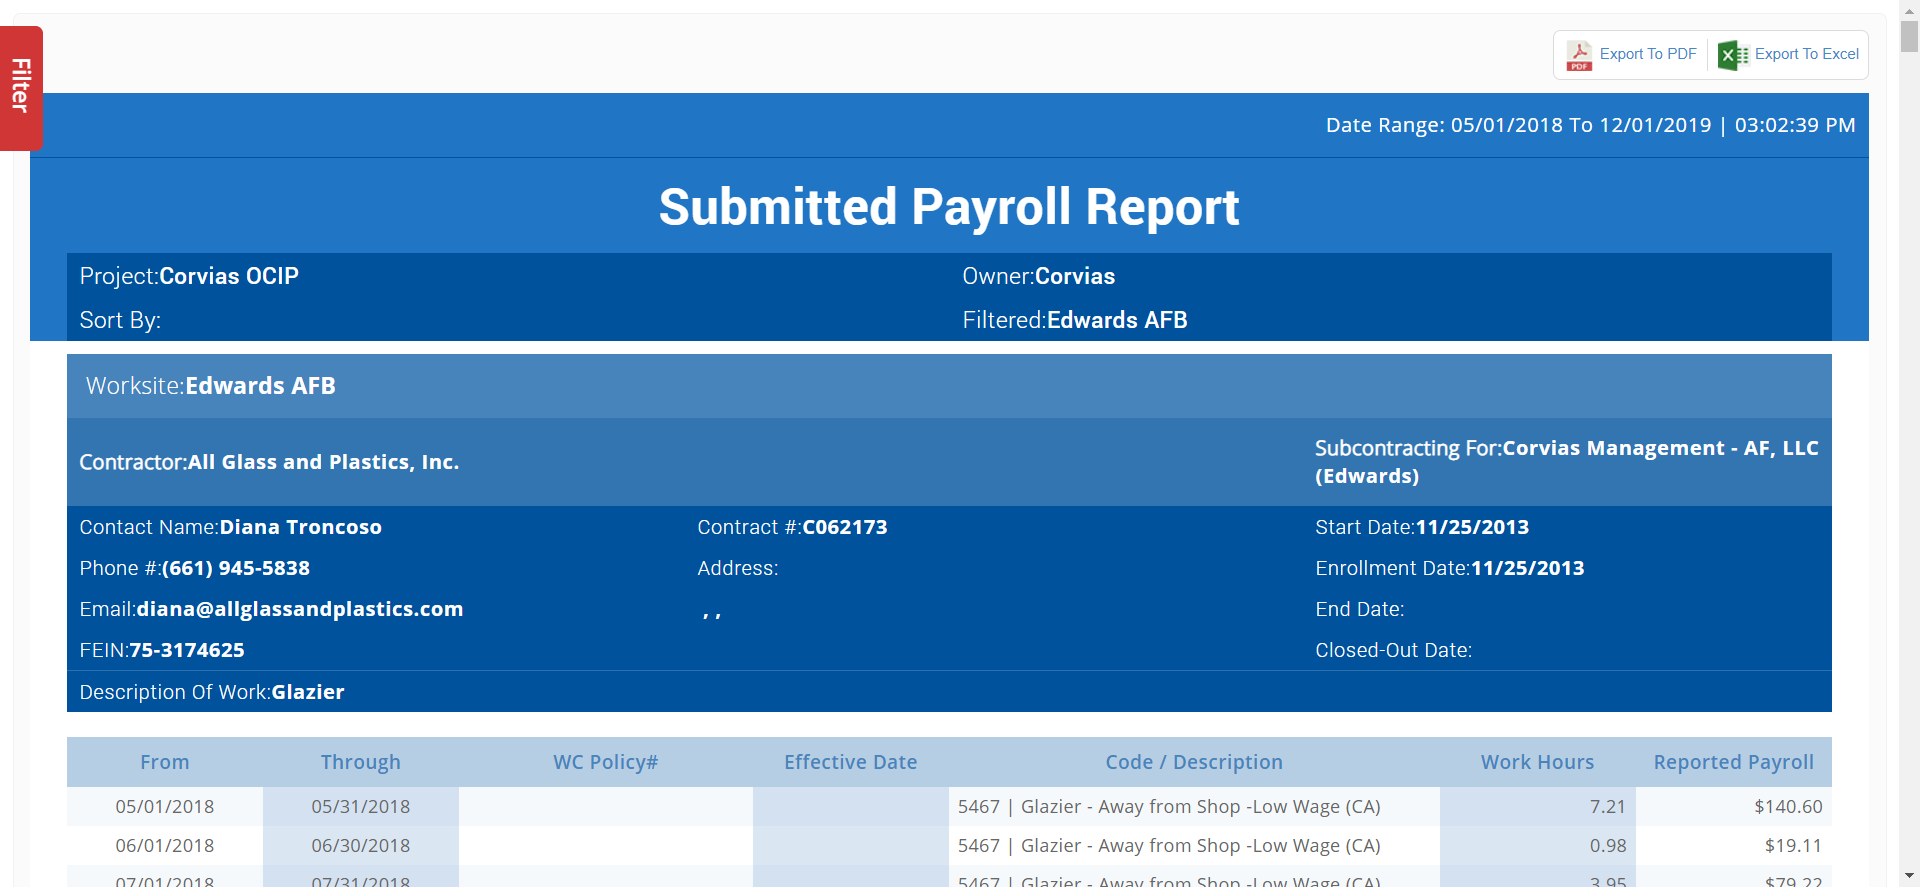 Filter
PDF Export To PDF Export To Excel
Date Range: 05/01/2018 To 12/01/2019 | 03:02:39 PM
Submitted Payroll Report
Project:Corvias OCIP Owner:Corvias
Sort By: Filtered:Edwards AFB
Worksite:Edwards AFB
Contractor:All Glass and Plastics, Inc. Subcontracting For:Corvias Management - AF, LLC
(Edwards)
Contact Name:Diana Troncoso Contract #:C062173 Start Date:11/25/2013
Phone #:(661) 945-5838 Address: Enrollment Date:11/25/2013
Email:diana@allglassandplastics.com , , End Date:
FEIN:75-3174625 Closed-Out Date:
Description Of Work:Glazier
From Through WC Policy# Effective Date Code / Description Work Hours Reported Payroll
05/01/2018 05/31/2018 5467 | Glazier - Away from Shop -Low Wage (CA) 7.21 $140.60
06/01/2018 06/30/2018 5467 | Glazier - Away from Shop -Low Wage (CA) 0.98 $19.11
07/01/2018 07/31/2018 5467 | Glazier - Away from Shop -Low Wage (CA) 3.95 $79.22